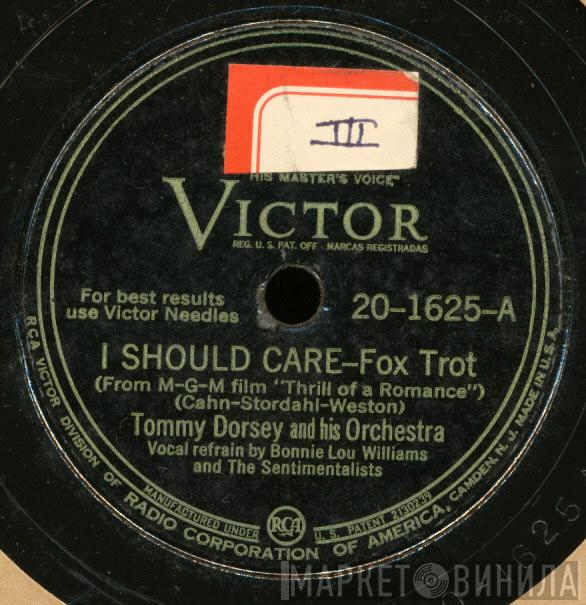 III
"HIS MASTER'S VOICE"
VICTOR
REG. U. S. PAT. OFF. MARCAS REGISTRADAS
For best results
use Victor Needles
20-1625-A
I SHOULD CARE–Fox Trot
(From M-G-M film "Thrill of a Romance")
(Cahn-Stordahl-Weston)
Tommy Dorsey and his Orchestra
Vocal refrain by Bonnie Lou Williams
and The Sentimentalists
MANUFACTURED UNDER RCA U. S. PATENT 2130239
RCA VICTOR DIVISION OF RADIO CORPORATION OF AMERICA, CAMDEN, N. J. MADE IN U. S. A.
1625
МАРКЕТ ВИНИЛА